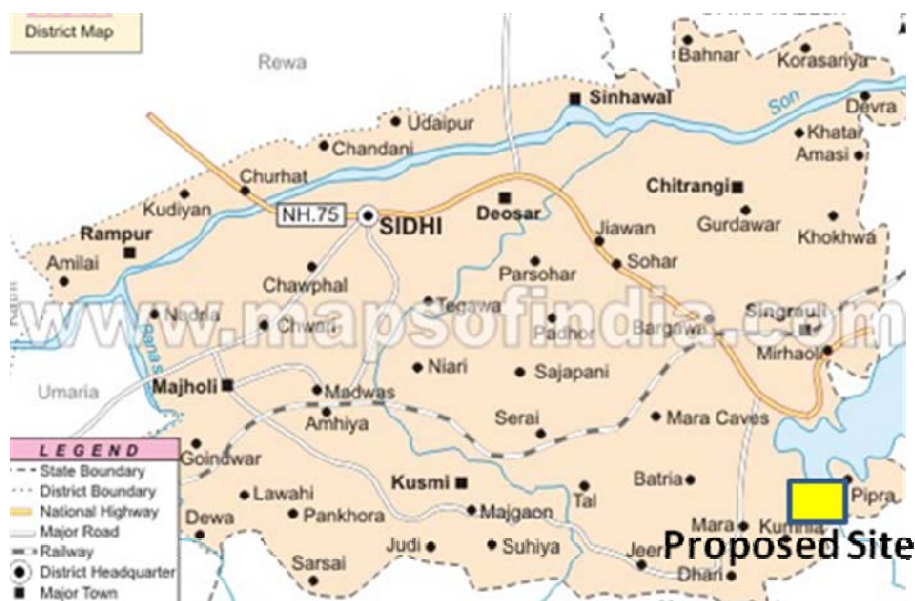 District Map
Rewa
Bahnar
Korasariya
Son
Devra
Sinhawal
Udaipur
Khatar
Chandani
Amasi
Churhat
Chitrangi
Kudiyan
NH.75
SIDHI
Deosar
Gurdawar
Khokhwa
Rampur
Jiawan
Amilai
Chawphal
Parsohar
Sohar
www.mapsofindia.com
Nadria
Tegawa
Singrauli
Chwari
Padhor
Bargawa
Banas
Mirhaoli
Umaria
Majholi
Madwas
Niari
Sajapani
Amhiya
Serai
Mara Caves
LEGEND
State Boundary
District Boundary
National Highway
Major Road
Railway
District Headquarter
Major Town
Goindwar
Lawahi
Kusmi
Tal
Batria
Pipra
Dewa
Pankhora
Majgaon
Mara
Judi
Suhiya
Proposed Site
Sarsai
Dhari